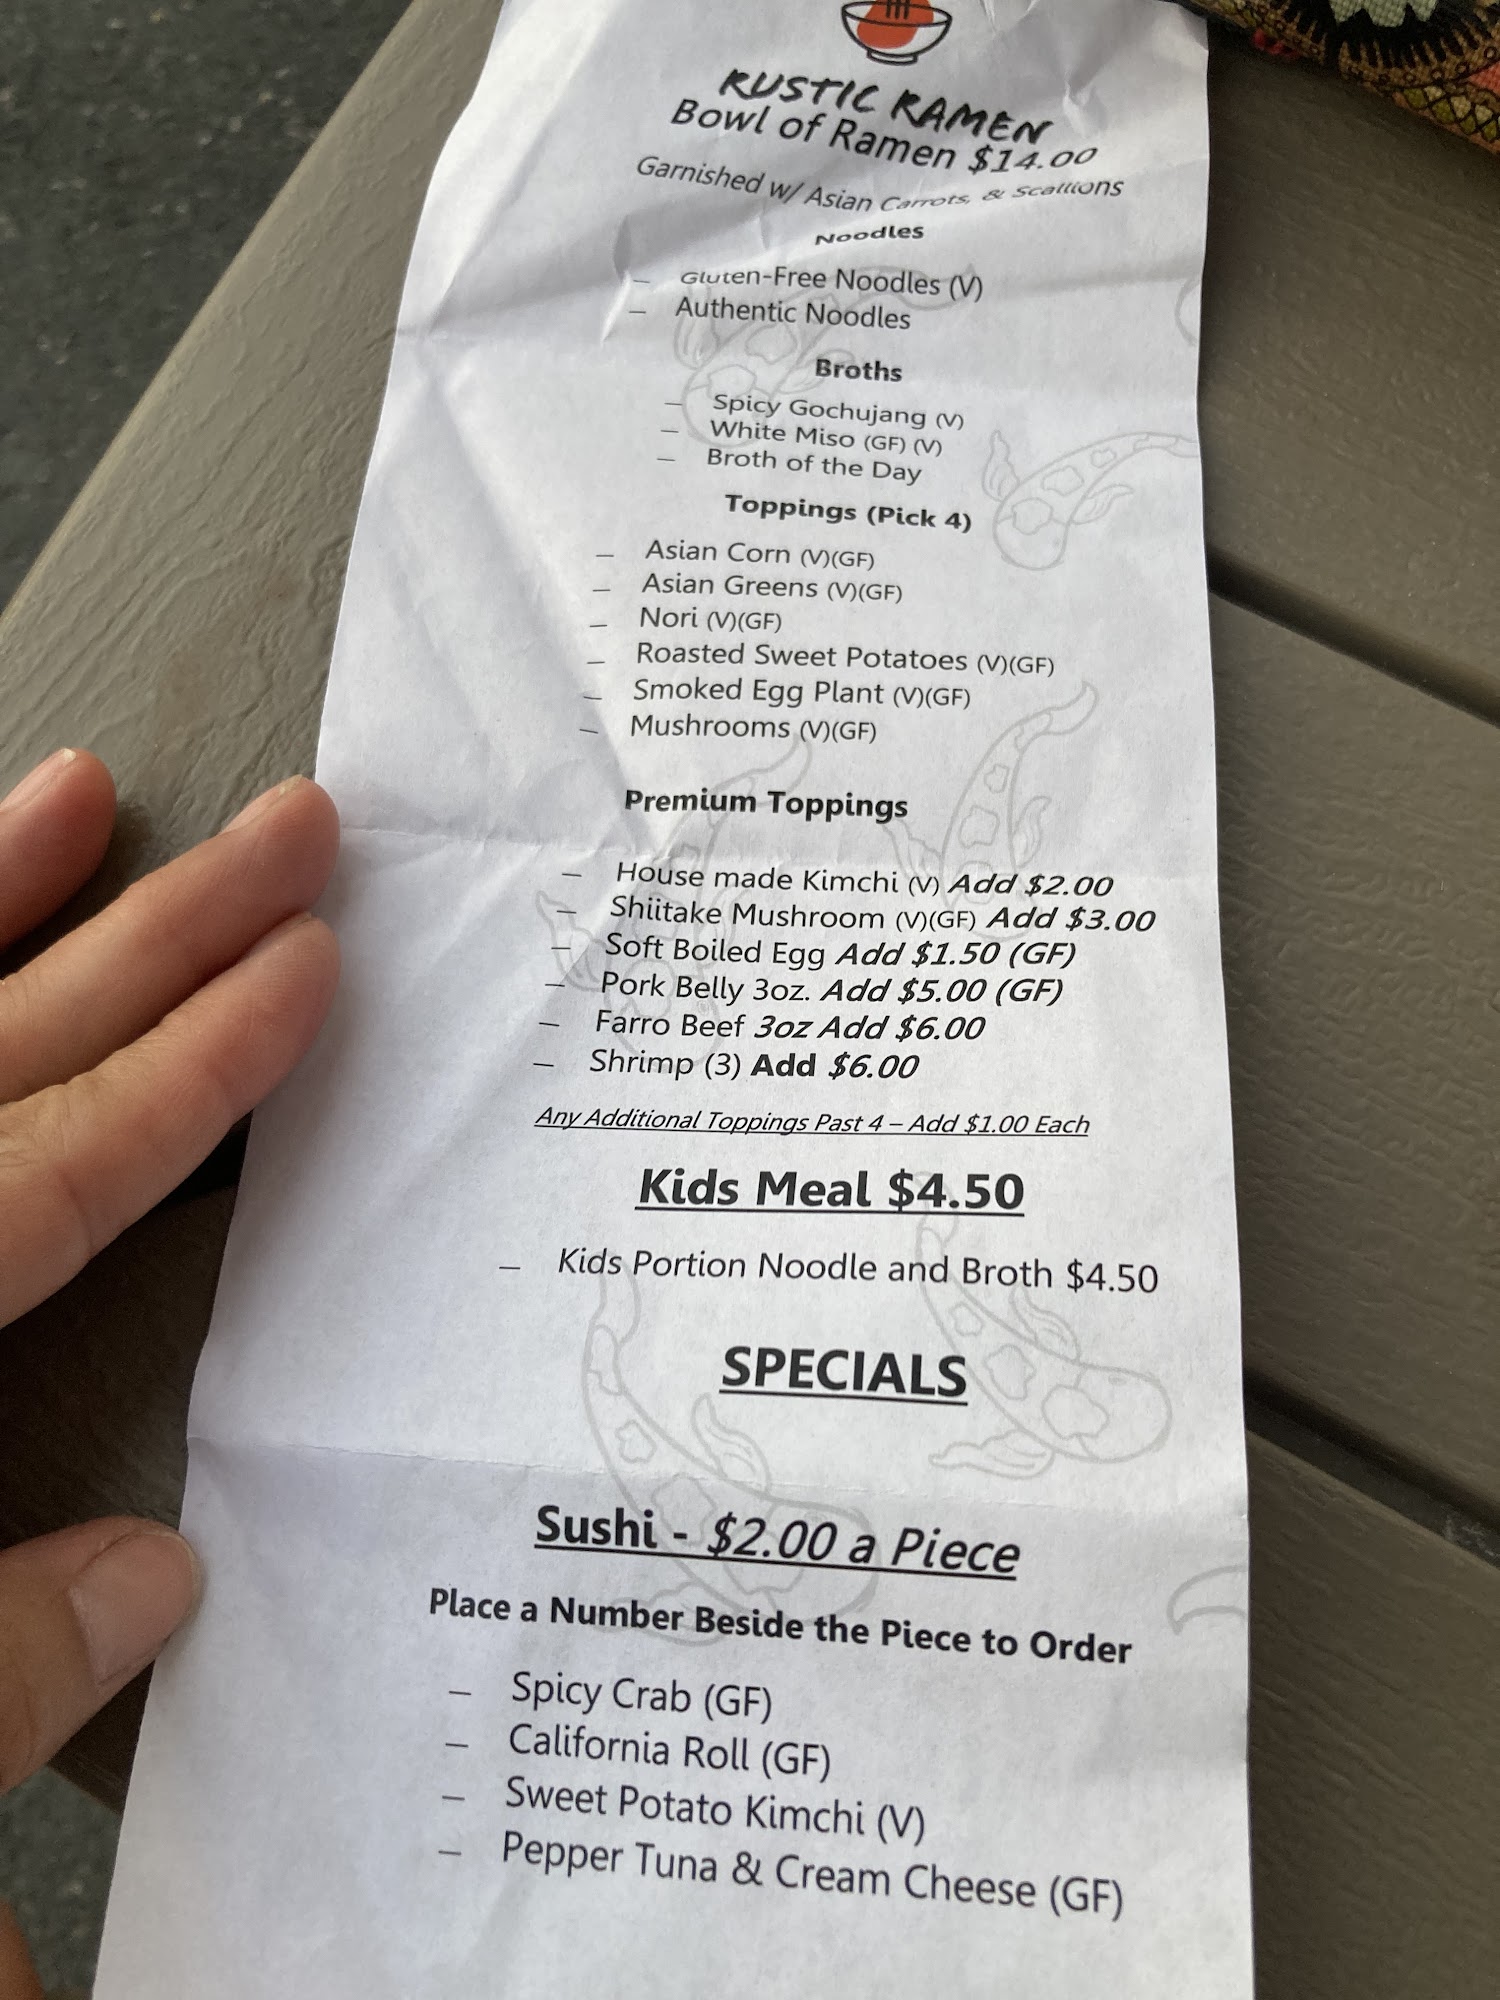 RUSTIC RAMEN
Bowl of Ramen $14.00
Garnished w/ Asian Carrots, & Scallions
Noodles
_ Gluten-Free Noodles (V)
_ Authentic Noodles
Broths
_ Spicy Gochujang (V)
_ White Miso (GF) (V)
_ Broth of the Day
Toppings (Pick 4)
_ Asian Corn (V)(GF)
_ Asian Greens (V)(GF)
_ Nori (V)(GF)
_ Roasted Sweet Potatoes (V)(GF)
_ Smoked Egg Plant (V)(GF)
_ Mushrooms (V)(GF)
Premium Toppings
_ House made Kimchi (V) Add $2.00
_ Shiitake Mushroom (V)(GF) Add $3.00
_ Soft Boiled Egg Add $1.50 (GF)
_ Pork Belly 3oz. Add $5.00 (GF)
_ Farro Beef 3oz Add $6.00
_ Shrimp (3) Add $6.00
Any Additional Toppings Past 4 – Add $1.00 Each
Kids Meal $4.50
_ Kids Portion Noodle and Broth $4.50
SPECIALS
Sushi - $2.00 a Piece
Place a Number Beside the Piece to Order
_ Spicy Crab (GF)
_ California Roll (GF)
_ Sweet Potato Kimchi (V)
_ Pepper Tuna & Cream Cheese (GF)